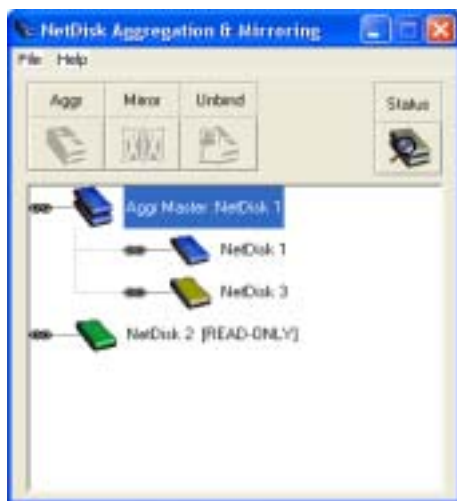 NetDisk Aggregation & Mirroring
File Help
Aggr Mirror Unbind Status
Aggr Master: NetDisk 1
NetDisk 1
NetDisk 3
NetDisk 2 [READ-ONLY]